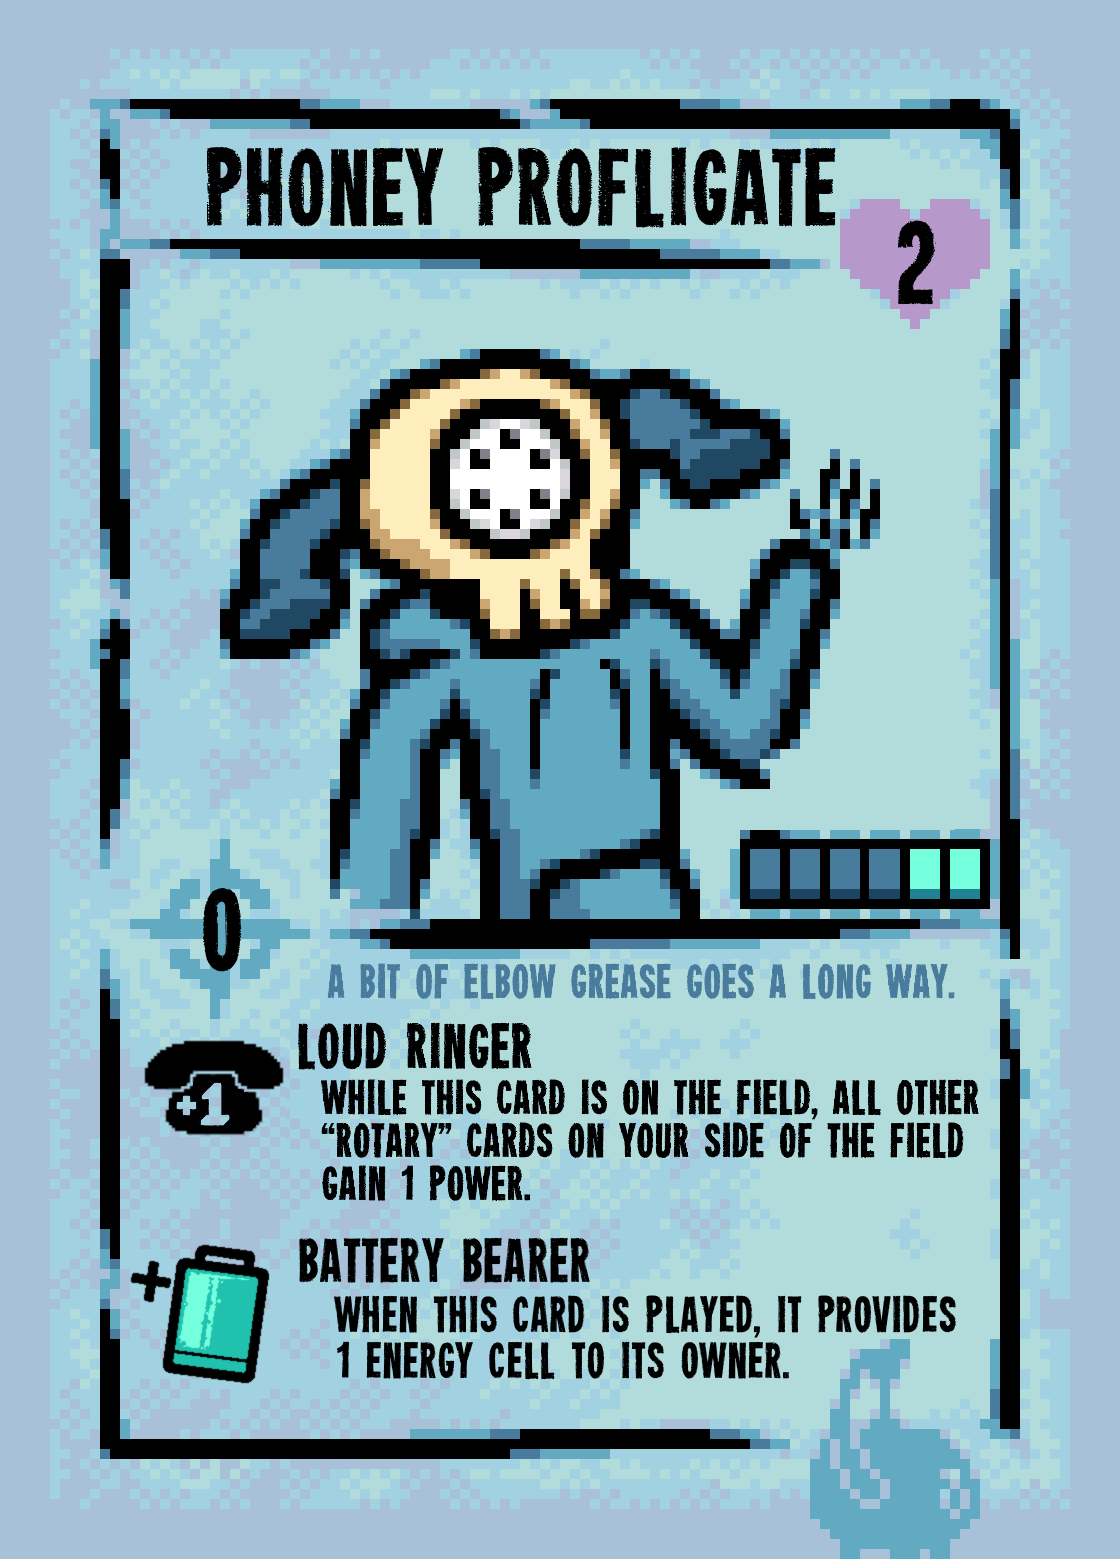 PHONEY PROFLIGATE
2
0
A BIT OF ELBOW GREASE GOES A LONG WAY.
LOUD RINGER
+1
WHILE THIS CARD IS ON THE FIELD, ALL OTHER
“ROTARY” CARDS ON YOUR SIDE OF THE FIELD
GAIN 1 POWER.
BATTERY BEARER
+
WHEN THIS CARD IS PLAYED, IT PROVIDES
1 ENERGY CELL TO ITS OWNER.